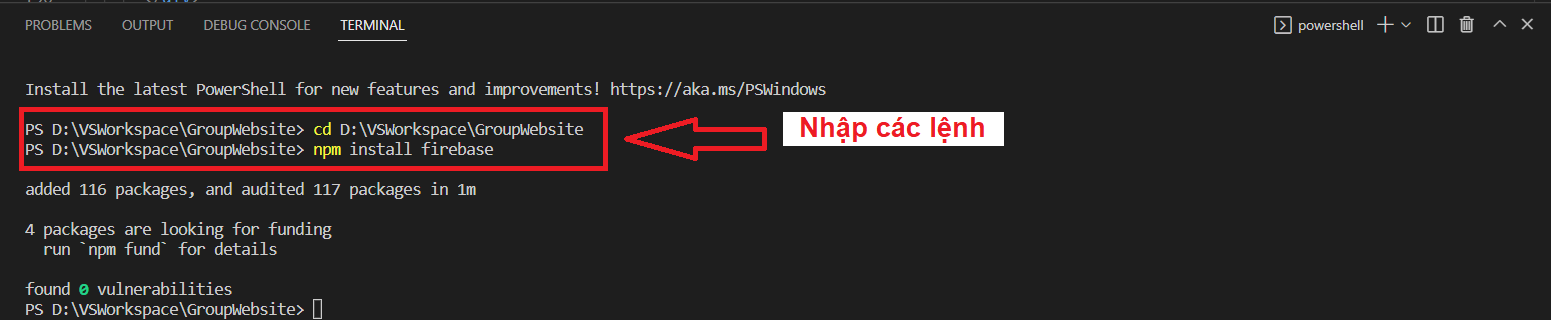 PROBLEMS OUTPUT DEBUG CONSOLE TERMINAL powershell
Install the latest PowerShell for new features and improvements! https://aka.ms/PSWindows
PS D:\VSWorkspace\GroupWebsite> cd D:\VSWorkspace\GroupWebsite
PS D:\VSWorkspace\GroupWebsite> npm install firebase
Nhập các lệnh
added 116 packages, and audited 117 packages in 1m
4 packages are looking for funding
  run `npm fund` for details
found 0 vulnerabilities
PS D:\VSWorkspace\GroupWebsite>